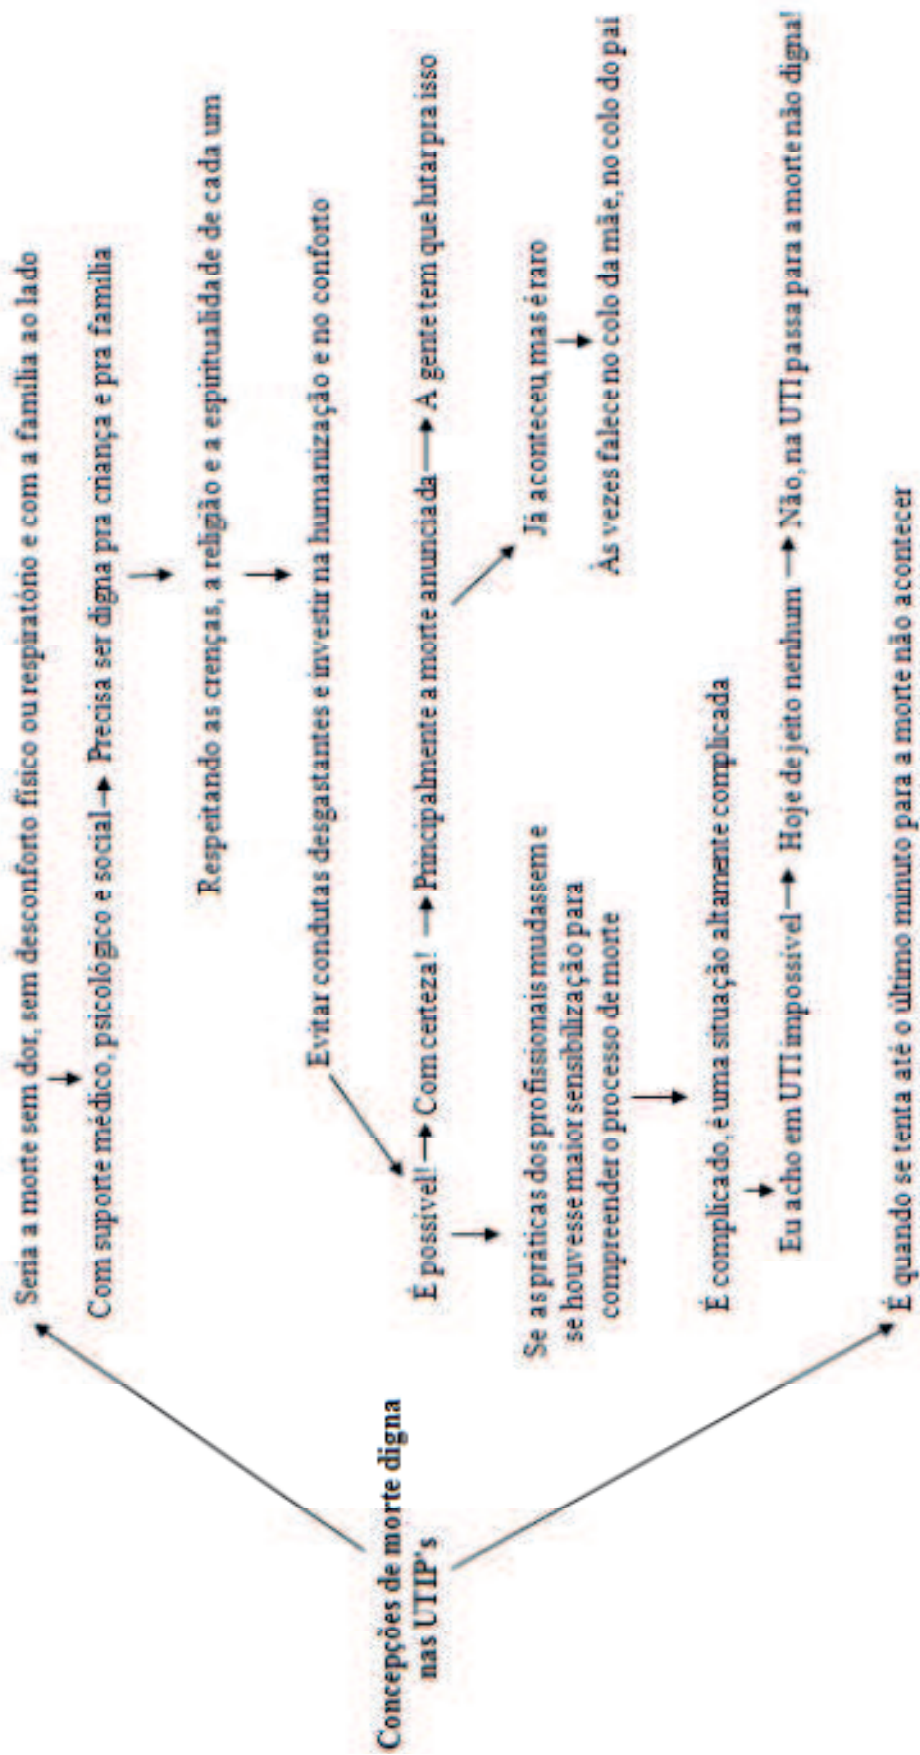 Concepções de morte digna
nas UTIP's
Seria a morte sem dor, sem desconforto físico ou respiratório e com a família ao lado
Com suporte médico, psicológico e social → Precisa ser digna pra criança e pra família
Respeitando as crenças, a religião e a espiritualidade de cada um
Evitar condutas desgastantes e investir na humanização e no conforto
É possível! → Com certeza! → Principalmente a morte anunciada → A gente tem que lutar pra isso
Já aconteceu, mas é raro
Às vezes falece no colo da mãe, no colo do pai
Se as práticas dos profissionais mudassem e
se houvesse maior sensibilização para
compreender o processo de morte
É complicado, é uma situação altamente complicada
Eu acho em UTI impossível → Hoje de jeito nenhum → Não, na UTI passa para a morte não digna!
É quando se tenta até o último minuto para a morte não acontecer